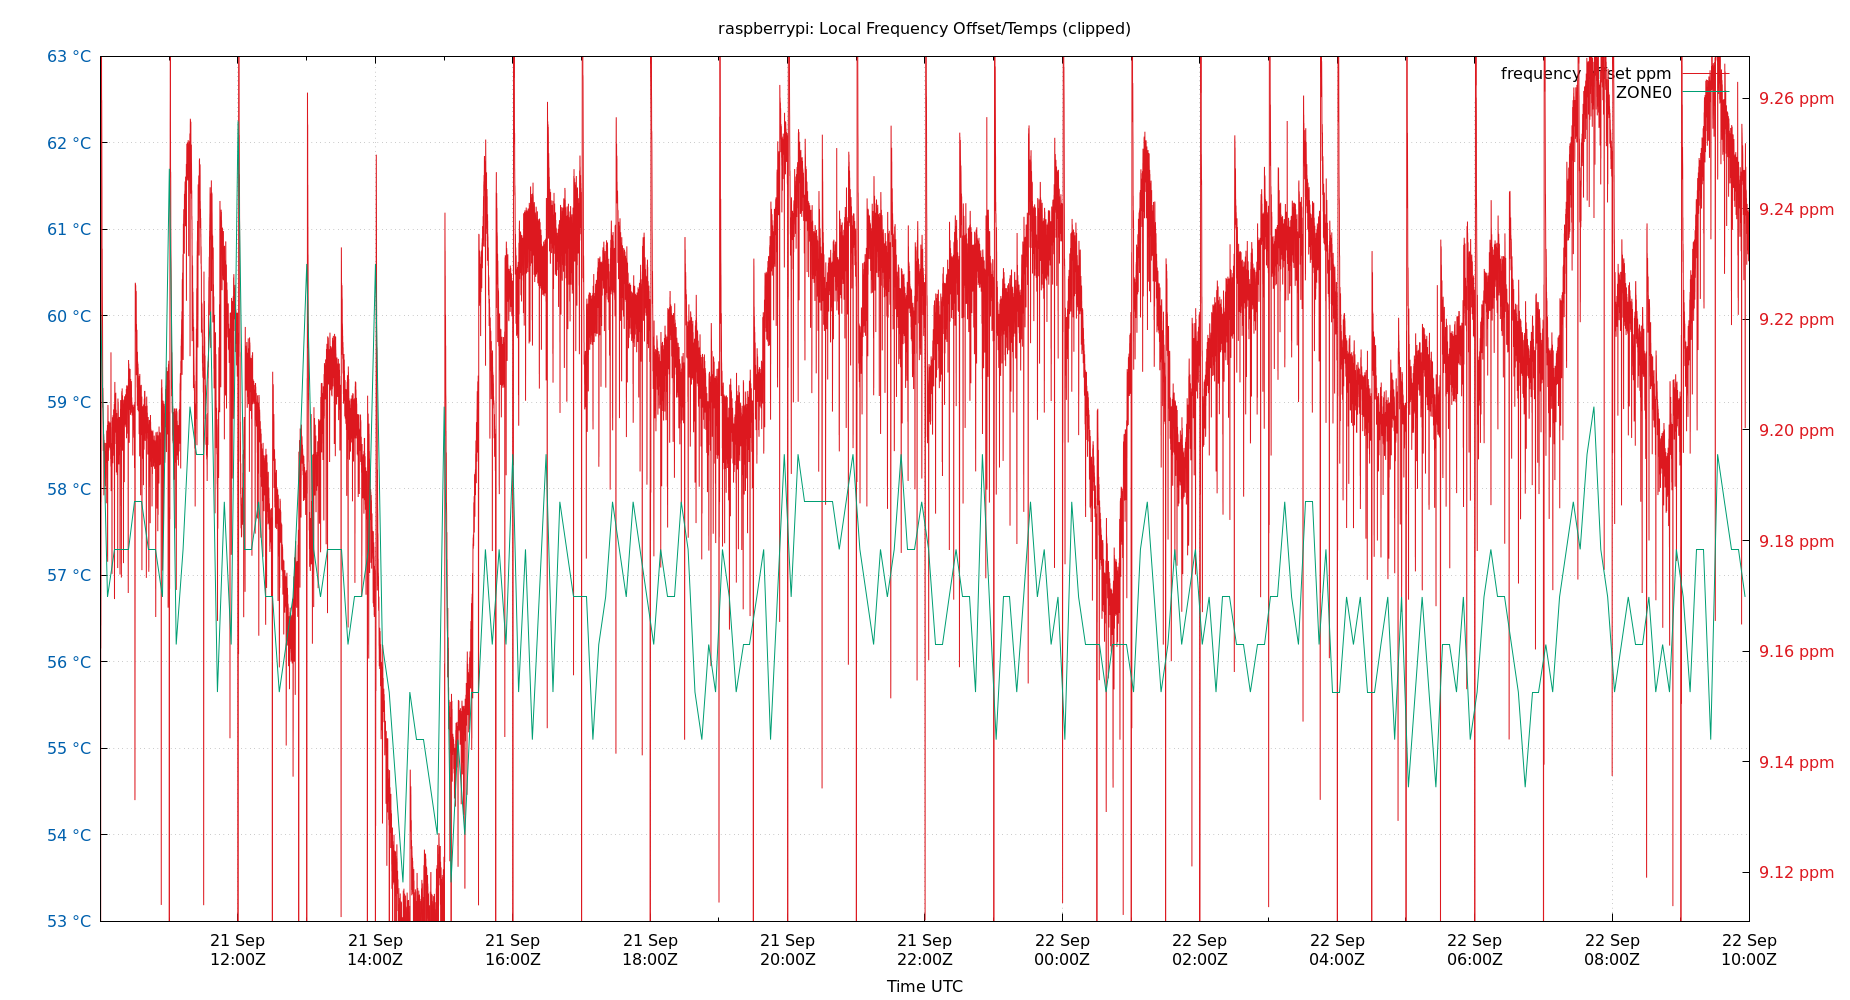 raspberrypi: Local Frequency Offset/Temps (clipped)
63 °C
62 °C
61 °C
60 °C
59 °C
58 °C
57 °C
56 °C
55 °C
54 °C
53 °C
frequency offset ppm
ZONE0
9.26 ppm
9.24 ppm
9.22 ppm
9.20 ppm
9.18 ppm
9.16 ppm
9.14 ppm
9.12 ppm
21 Sep 21 Sep 21 Sep 21 Sep 21 Sep 21 Sep 22 Sep 22 Sep 22 Sep 22 Sep 22 Sep 22 Sep
12:00Z 14:00Z 16:00Z 18:00Z 20:00Z 22:00Z 00:00Z 02:00Z 04:00Z 06:00Z 08:00Z 10:00Z
Time UTC